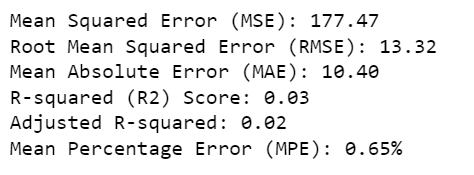 Mean Squared Error (MSE): 177.47
Root Mean Squared Error (RMSE): 13.32
Mean Absolute Error (MAE): 10.40
R-squared (R2) Score: 0.03
Adjusted R-squared: 0.02
Mean Percentage Error (MPE): 0.65%